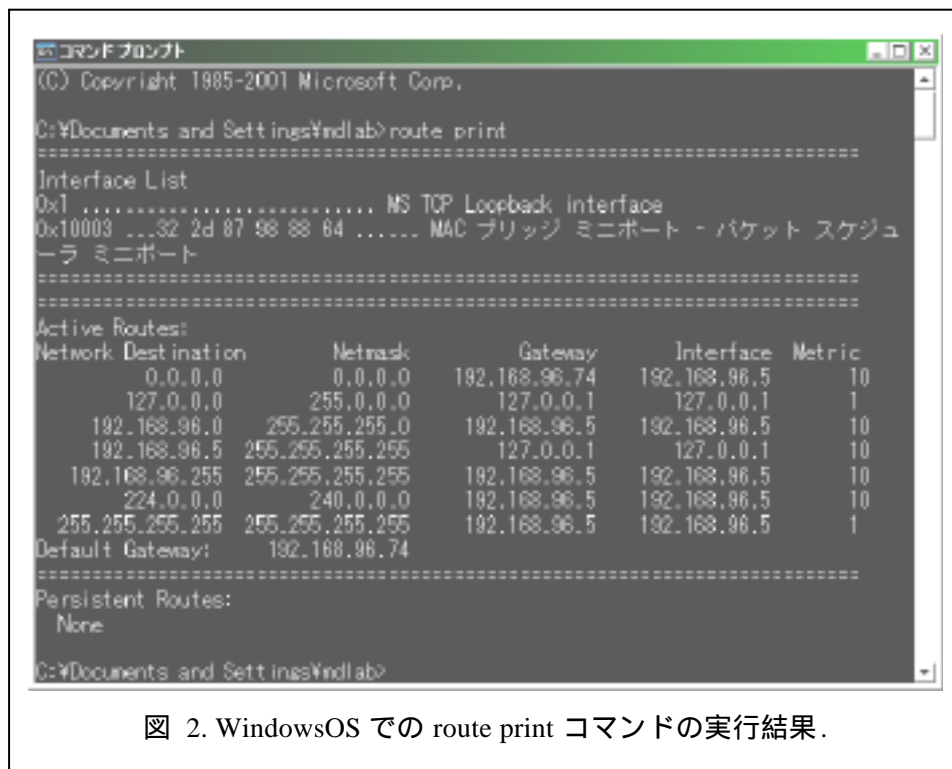 コマンド プロンプト
(C) Copyright 1985-2001 Microsoft Corp.
C:¥Documents and Settings¥mdlab>route print
===========================================================================
Interface List
0x1 ........................... MS TCP Loopback interface
0x10003 ...32 2d 87 98 88 64 ...... MAC ブリッジ ミニポート - パケット スケジュ
ーラ ミニポート
===========================================================================
===========================================================================
Active Routes:
Network Destination Netmask Gateway Interface Metric
0.0.0.0 0.0.0.0 192.168.96.74 192.168.96.5 10
127.0.0.0 255.0.0.0 127.0.0.1 127.0.0.1 1
192.168.96.0 255.255.255.0 192.168.96.5 192.168.96.5 10
192.168.96.5 255.255.255.255 127.0.0.1 127.0.0.1 10
192.168.96.255 255.255.255.255 192.168.96.5 192.168.96.5 10
224.0.0.0 240.0.0.0 192.168.96.5 192.168.96.5 10
255.255.255.255 255.255.255.255 192.168.96.5 192.168.96.5 1
Default Gateway: 192.168.96.74
===========================================================================
Persistent Routes:
None
C:¥Documents and Settings¥mdlab>
図 2. WindowsOS での route print コマンドの実行結果.